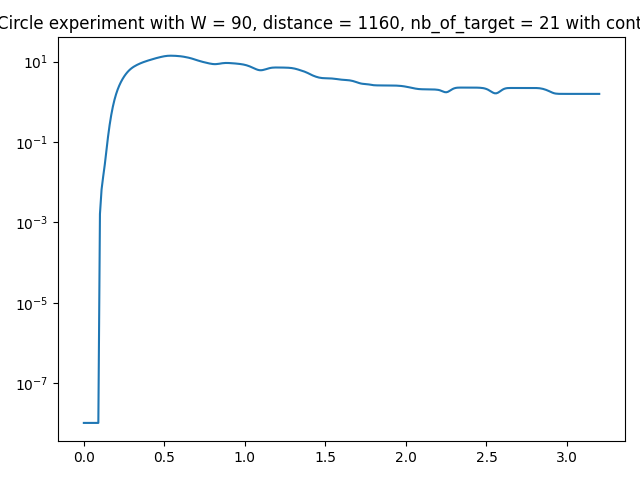 Circle experiment with W = 90, distance = 1160, nb_of_target = 21 with cont
10¹
10⁻¹
10⁻³
10⁻⁵
10⁻⁷
0.0 0.5 1.0 1.5 2.0 2.5 3.0